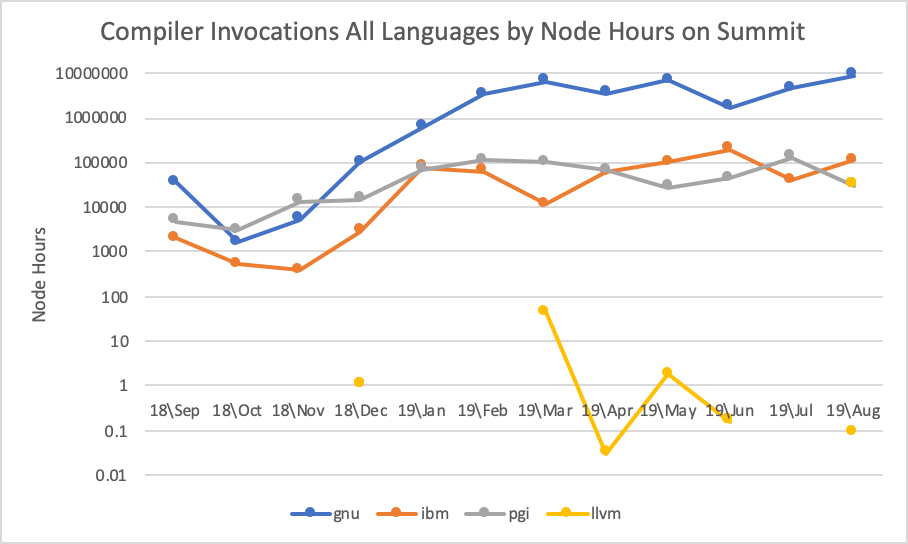 Compiler Invocations All Languages by Node Hours on Summit
10000000
1000000
100000
10000
1000
100
10
1
0.1
0.01
Node Hours
18\Sep 18\Oct 18\Nov 18\Dec 19\Jan 19\Feb 19\Mar 19\Apr 19\May 19\Jun 19\Jul 19\Aug
gnu ibm pgi llvm